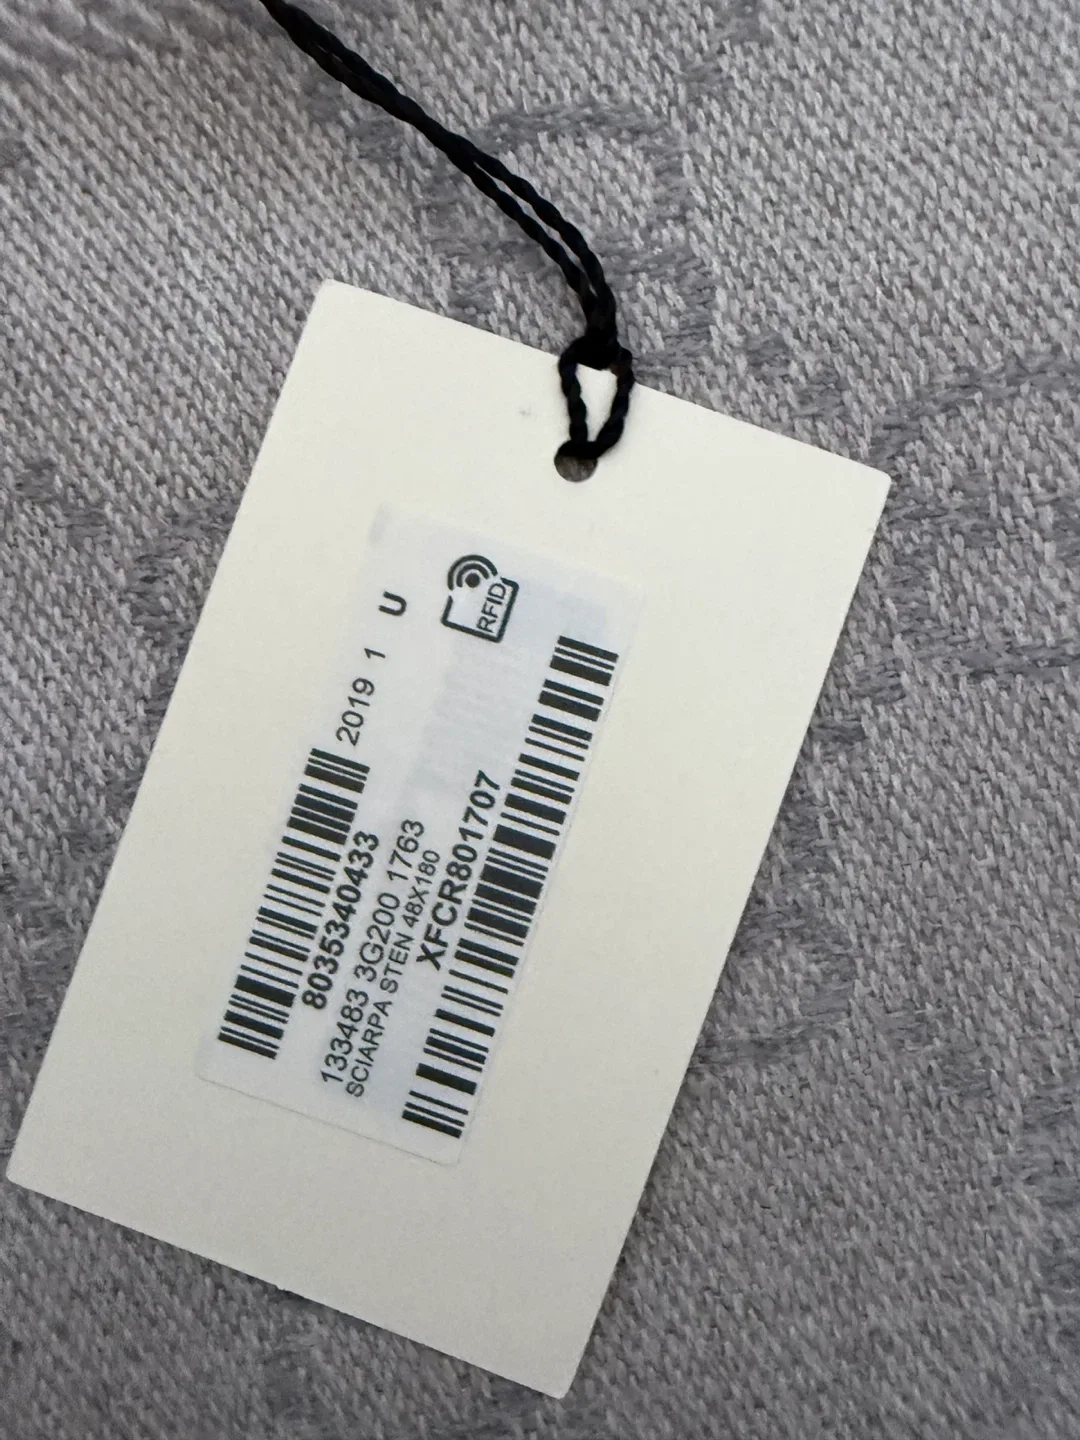 2019 1 U
8035340433
133483 3G200 1763
SCIARPA STEN 48X180
XFCR801707
RFID